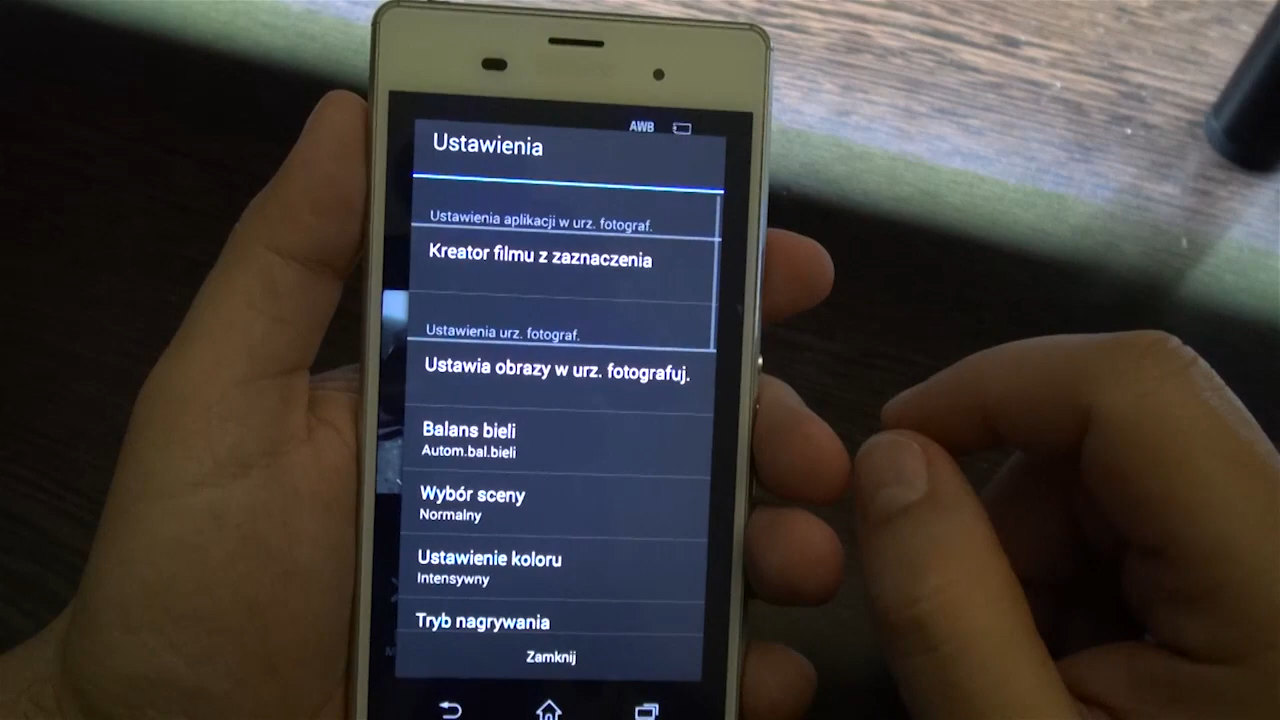 AWB
Ustawienia
Ustawienia aplikacji w urz. fotograf.
Kreator filmu z zaznaczenia
Ustawienia urz. fotograf.
Ustawia obrazy w urz. fotografuj.
Balans bieli
Autom.bal.bieli
Wybór sceny
Normalny
Ustawienie koloru
Intensywny
Tryb nagrywania
Zamknij